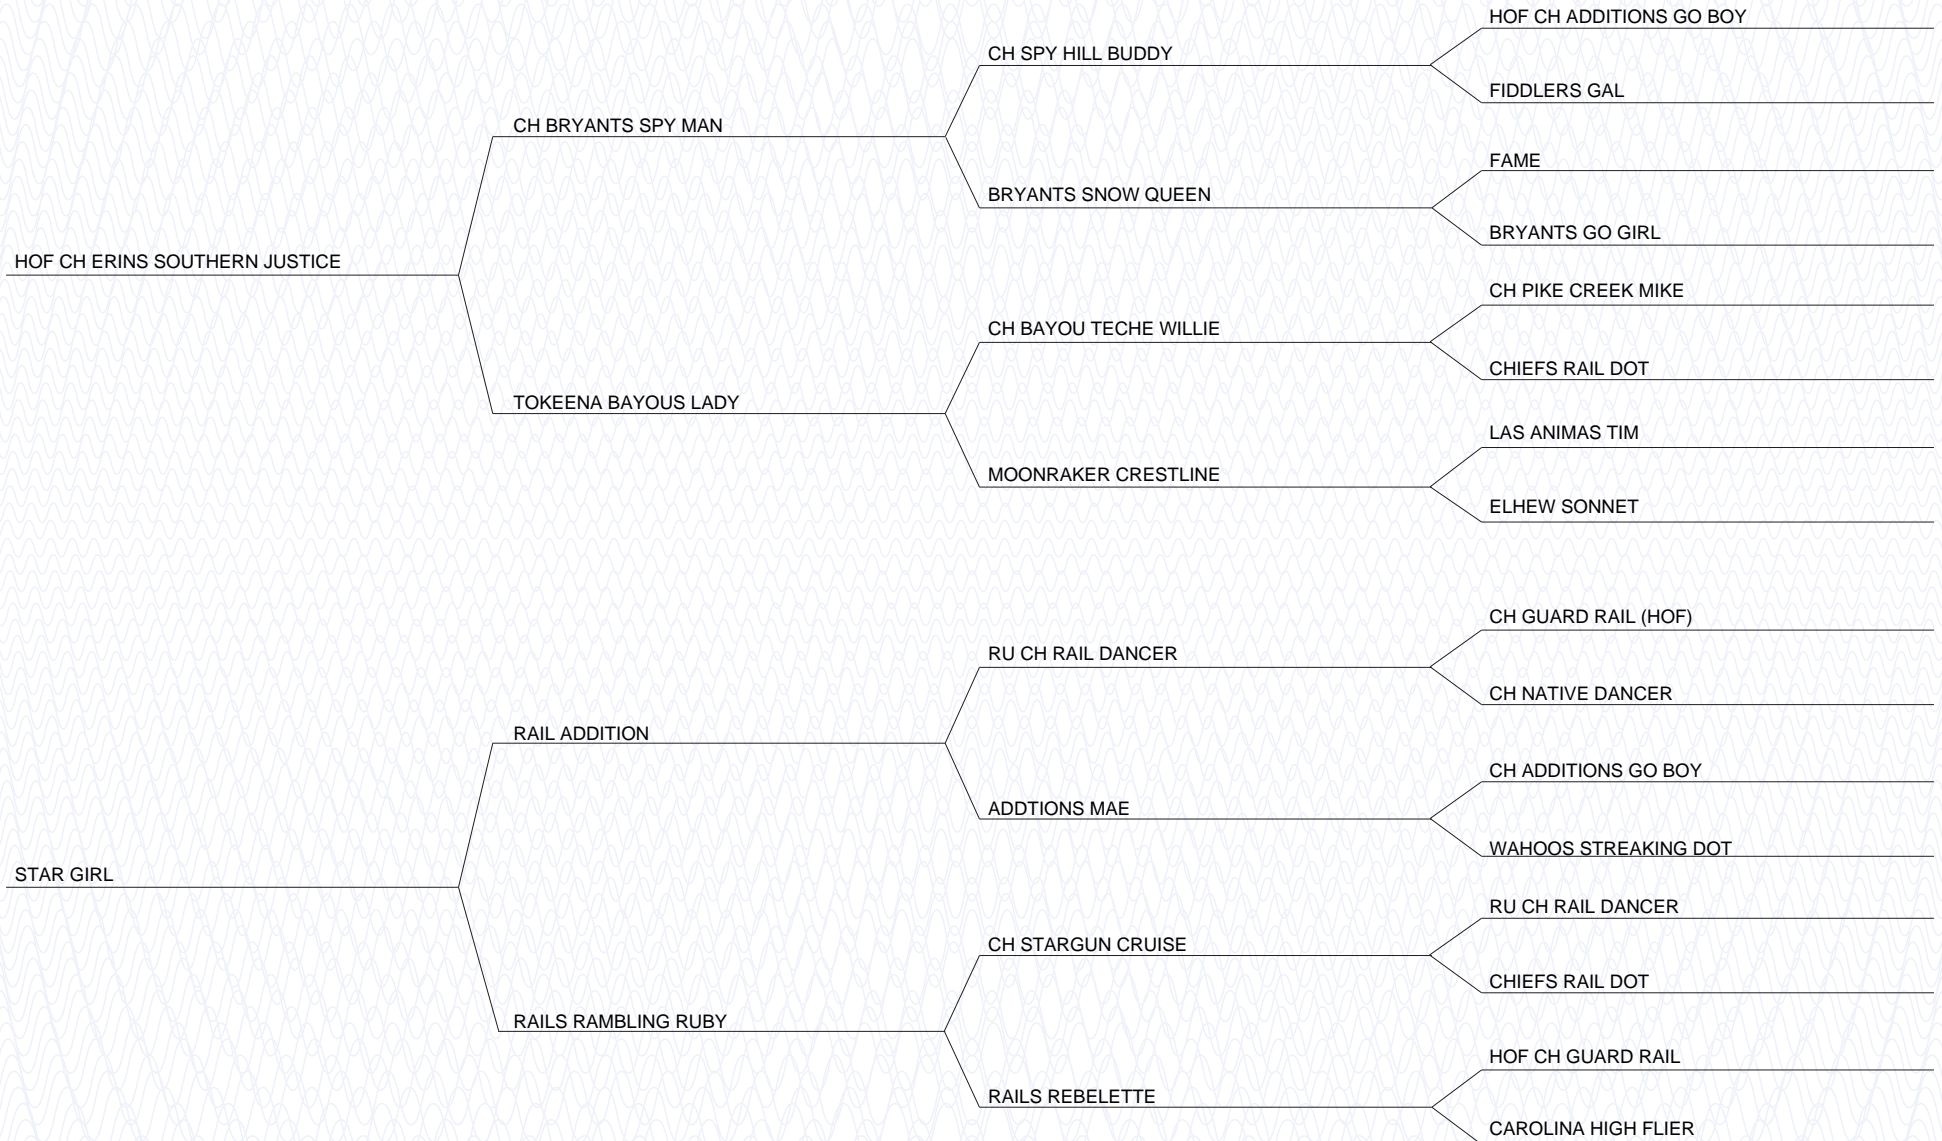 HOF CH ADDITIONS GO BOY
CH SPY HILL BUDDY
FIDDLERS GAL
CH BRYANTS SPY MAN
FAME
BRYANTS SNOW QUEEN
BRYANTS GO GIRL
HOF CH ERINS SOUTHERN JUSTICE
CH PIKE CREEK MIKE
CH BAYOU TECHE WILLIE
CHIEFS RAIL DOT
TOKEENA BAYOUS LADY
LAS ANIMAS TIM
MOONRAKER CRESTLINE
ELHEW SONNET
CH GUARD RAIL (HOF)
RU CH RAIL DANCER
CH NATIVE DANCER
RAIL ADDITION
CH ADDITIONS GO BOY
ADDTIONS MAE
WAHOOS STREAKING DOT
STAR GIRL
RU CH RAIL DANCER
CH STARGUN CRUISE
CHIEFS RAIL DOT
RAILS RAMBLING RUBY
HOF CH GUARD RAIL
RAILS REBELETTE
CAROLINA HIGH FLIER